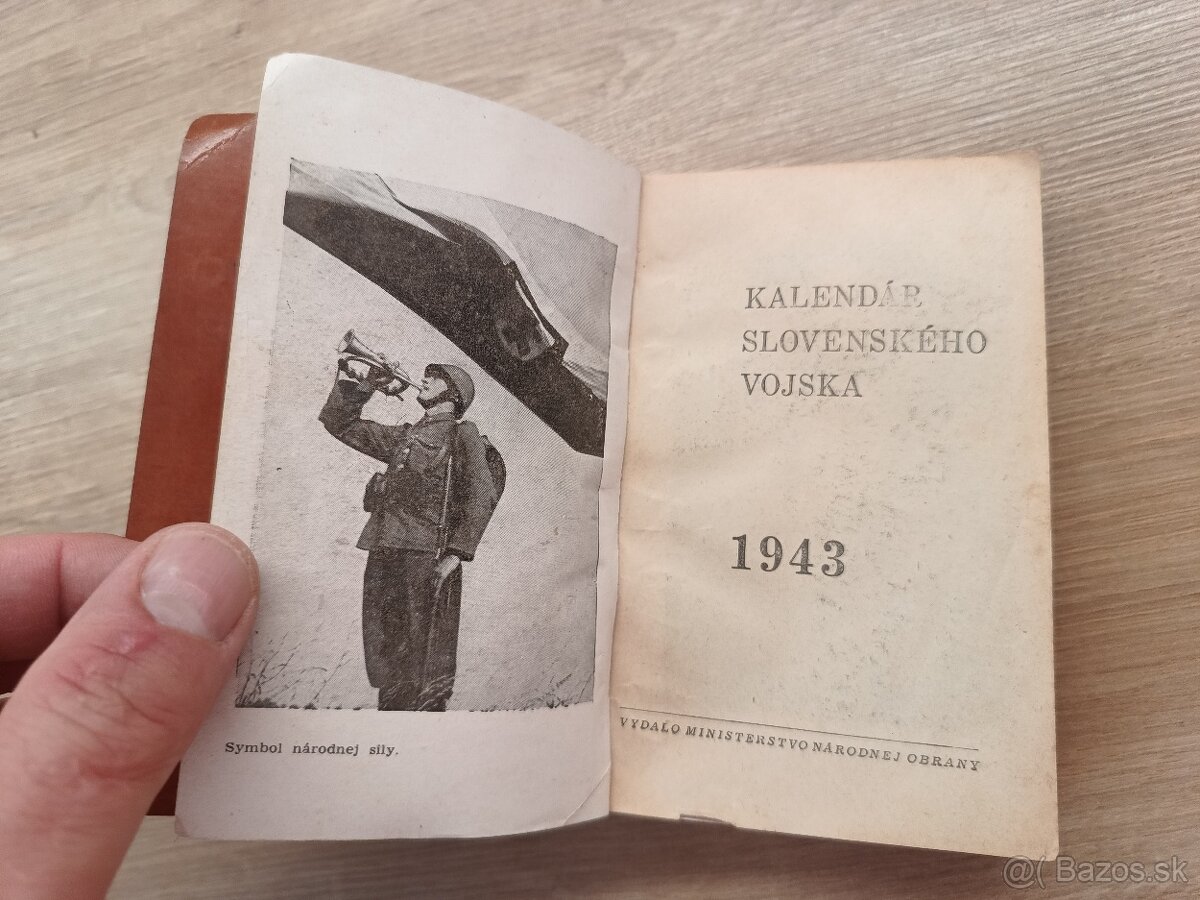 Symbol národnej sily.
KALENDÁR
SLOVENSKÉHO
VOJSKA
1943
VYDALO MINISTERSTVO NÁRODNEJ OBRANY
@( Bazos.sk